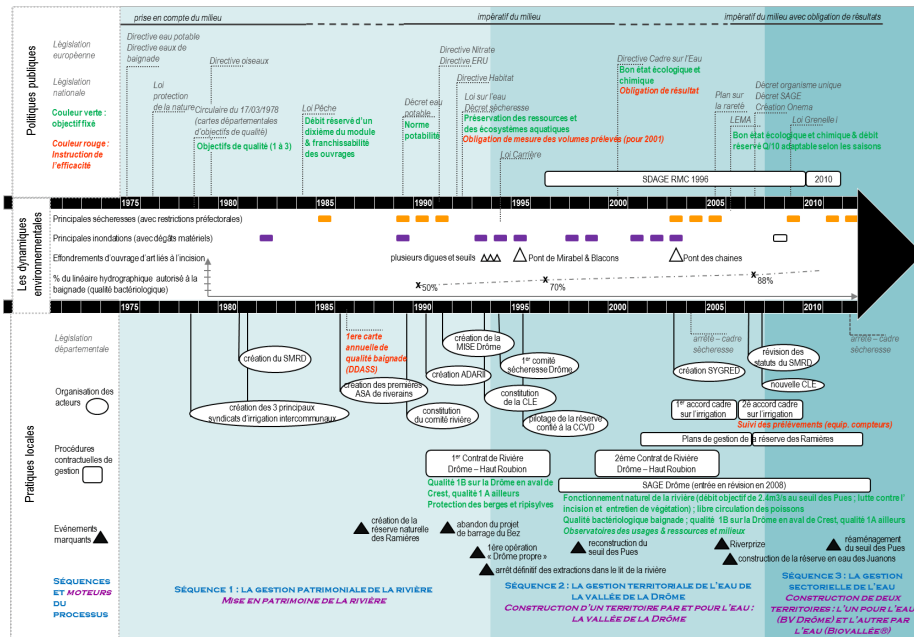 prise en compte du milieu
impératif du milieu
impératif du milieu avec obligation de résultats
Politiques publiques
Législation
européenne
Directive eau potable
Directive eaux de
baignade
Directive oiseaux
Directive Nitrate
Directive ERU
Directive Habitat
Directive Cadre sur l'Eau
Bon état écologique et
chimique
Obligation de résultat
Législation
nationale
Loi
protection
de la nature
Circulaire du 17/03/1978
(cartes départementales
d'objectifs de qualité)
Objectifs de qualité (1 à 3)
Loi Pêche
Débit réservé d'un
dixième du module &
franchissabilité
des ouvrages
Décret eau
potable
Norme
potabilité
Loi sur l'eau
Décret sécheresse
Préservation des ressources et
des écosystèmes aquatiques
Obligation de mesure des volumes prélevés (pour 2001)
Loi Carrière
Plan sur
la rareté
LEMA
Décret organisme unique
Décret SAGE
Création Onema
Loi Grenelle i
Bon état écologique et chimique & débit
réservé Q/10 adaptable selon les saisons
Couleur verte :
objectif fixé
Couleur rouge :
Instruction de
l'efficacité
SDAGE RMC 1996
2010
1975 1980 1985 1990 1995 2000 2005 2010
Les dynamiques
environnementales
Principales sécheresses (avec restrictions préfectorales)
Principales inondations (avec dégâts matériels)
Effondrements d'ouvrage d'art liés à l'incision
plusieurs digues et seuils
Pont de Mirabel & Blacons
Pont des chaines
% du linéaire hydrographique autorisé à la
baignade (qualité bactériologique)
50%
70%
88%
1975 1980 1985 1990 1995 2000 2005 2010
Pratiques locales
Législation
départementale
1ere carte
annuelle de
qualité baignade
(DDASS)
arrête – cadre
sécheresse
arrête – cadre
sécheresse
Organisation des
acteurs
création du SMRD
création des 3 principaux
syndicats d'irrigation intercommunaux
création des premières
ASA de riverains
création de la
MISE Drôme
création ADARII
constitution
du comité rivière
1er comité
sécheresse Drôme
constitution
de la CLE
pilotage de la réserve
confié à la CCVD
création SYGRED
révision des
statuts du SMRD
nouvelle CLE
Procédures
contractuelles de
gestion
1er accord cadre
sur l'irrigation
2è accord cadre
sur l'irrigation
Suivi des prélèvements (equip. compteurs)
Plans de gestion de la réserve des Ramières
1er Contrat de Rivière
Drôme – Haut Roubion
2ème Contrat de Rivière
Drôme – Haut Roubion
SAGE Drôme (entrée en révision en 2008)
Qualité 1B sur la Drôme en aval de
Crest, qualité 1 A ailleurs
Protection des berges et ripisylves
Fonctionnement naturel de la rivière (débit objectif de 2.4m3/s au seuil des Pues ; lutte contre l'
incision et entretien de végétation) ; libre circulation des poissons
Qualité bactériologique baignade ; qualité 1B sur la Drôme en aval de Crest, qualité 1A ailleurs
Observatoires des usages & ressources et milieux
Evénements
marquants
création de la
réserve naturelle
des Ramières
abandon du projet
de barrage du Bez
1ère opération
« Drôme propre »
arrêt définitif des extractions dans le lit de la rivière
reconstruction du
seuil des Pues
Riverprize
construction de la réserve en eau des Juanons
réaménagement
du seuil des Pues
Séquences
et moteurs
du
processus
Séquence 1 : la gestion patrimoniale de la rivière
Mise en patrimoine de la rivière
Séquence 2 : la gestion territoriale de l'eau de
la vallée de la Drôme
Construction d'un territoire par et pour l'eau :
la vallée de la Drôme
Séquence 3 : la gestion
sectorielle de l'eau
Construction de deux
territoires : l'un pour l'eau
(BV Drôme) et l'autre par
l'eau (Biovallée®)